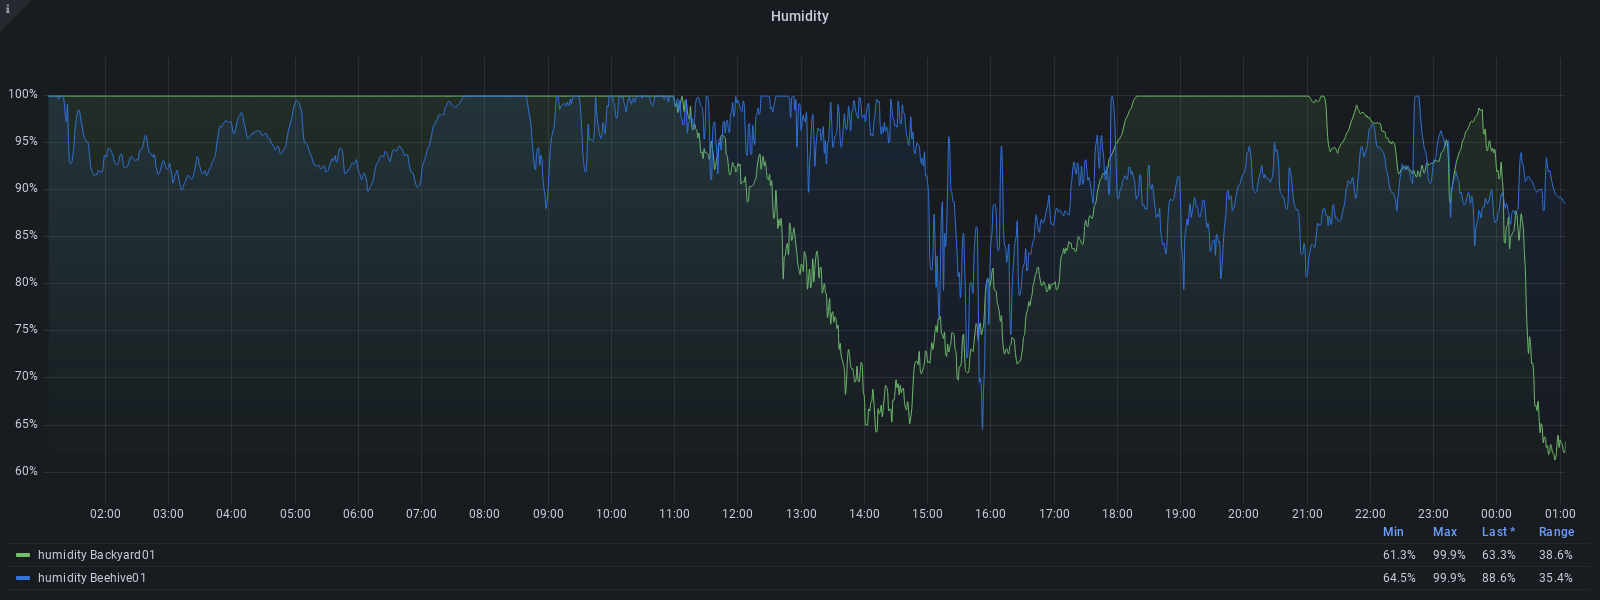 i
Humidity
100%
95%
90%
85%
80%
75%
70%
65%
60%
02:00 03:00 04:00 05:00 06:00 07:00 08:00 09:00 10:00 11:00 12:00 13:00 14:00 15:00 16:00 17:00 18:00 19:00 20:00 21:00 22:00 23:00 00:00 01:00
Min Max Last * Range
humidity Backyard01 61.3% 99.9% 63.3% 38.6%
humidity Beehive01 64.5% 99.9% 88.6% 35.4%